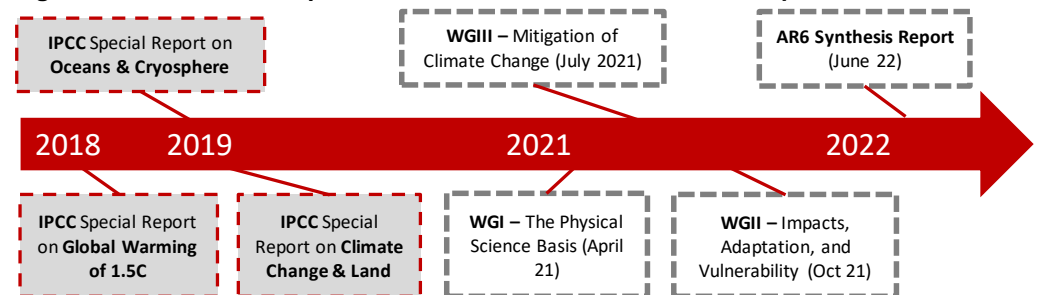 IPCC Special Report on
Oceans & Cryosphere
WGIII – Mitigation of
Climate Change (July 2021)
AR6 Synthesis Report
(June 22)
2018
2019
2021
2022
IPCC Special Report
on Global Warming
of 1.5C
IPCC Special
Report on Climate
Change & Land
WGI – The Physical
Science Basis (April
21)
WGII – Impacts,
Adaptation, and
Vulnerability (Oct 21)